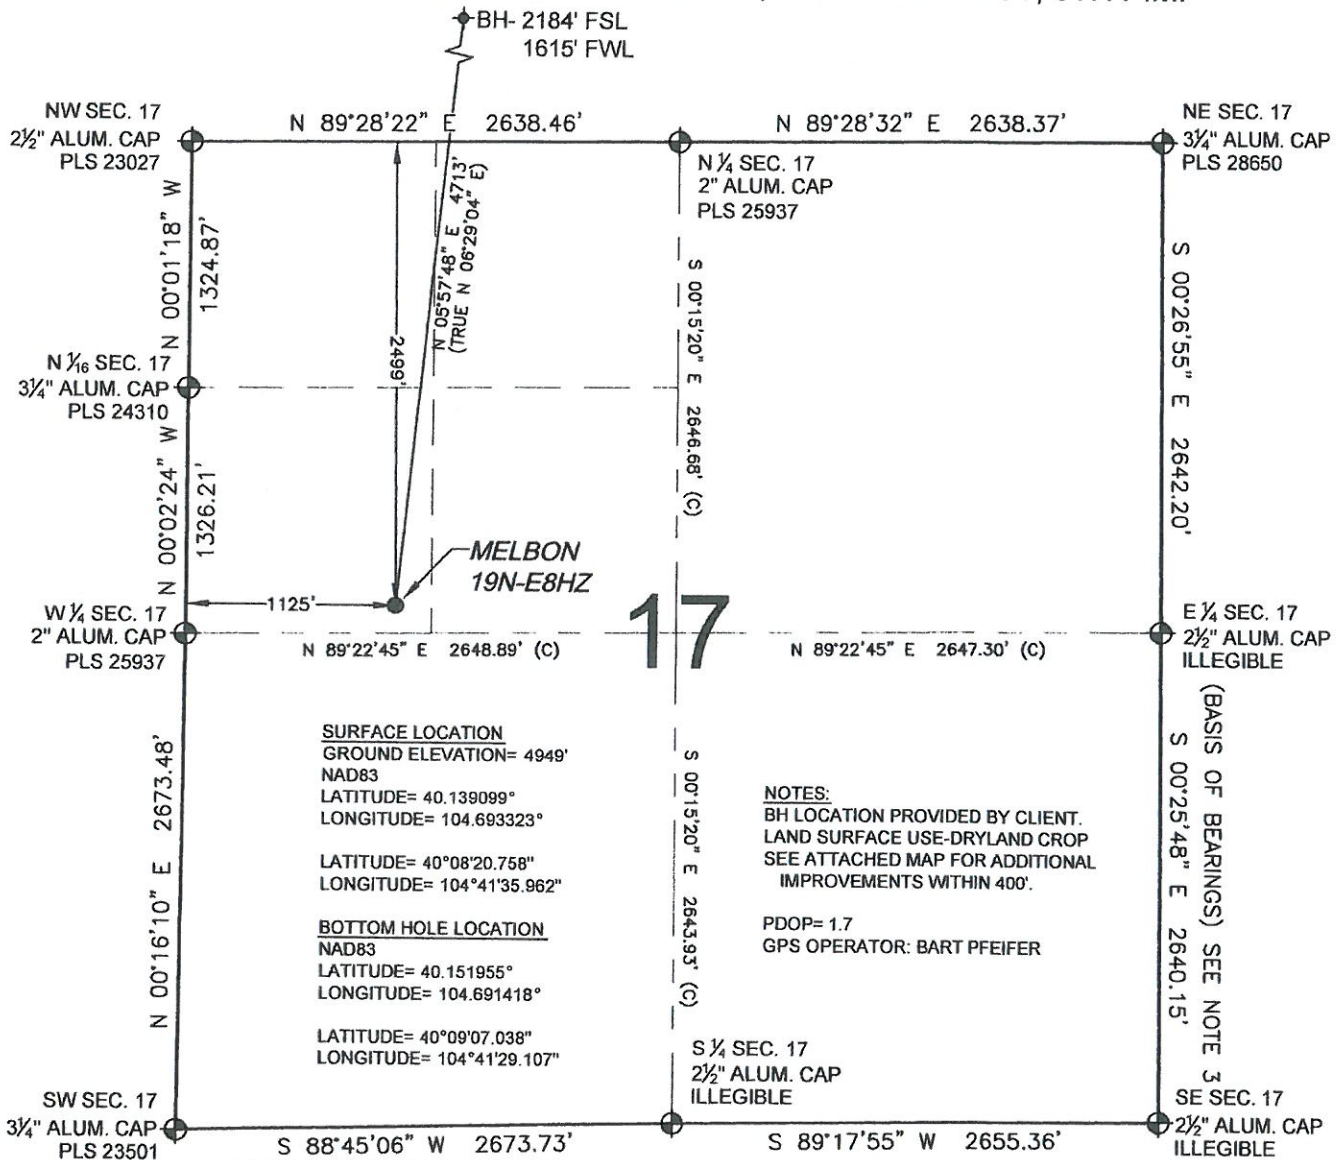 BH- 2184' FSL
1615' FWL
NW SEC. 17
2½" ALUM. CAP
PLS 23027
N 89°28'22" E 2638.46'
N 89°28'32" E 2638.37'
NE SEC. 17
3¼" ALUM. CAP
PLS 28650
N ¼ SEC. 17
2" ALUM. CAP
PLS 25937
N 00°01'18" W
1324.87'
N 05°57'48" E 4713'
(TRUE N 06°29'04" E)
2499'
S 00°15'20" E 2646.68' (C)
S 00°26'55" E 2642.20'
N 1/16 SEC. 17
3¼" ALUM. CAP
PLS 24310
N 00°02'24" W
1326.21'
MELBON
19N-E8HZ
1125'
17
W ¼ SEC. 17
2" ALUM. CAP
PLS 25937
E ¼ SEC. 17
2½" ALUM. CAP
ILLEGIBLE
N 89°22'45" E 2648.89' (C)
N 89°22'45" E 2647.30' (C)
N 00°16'10" E 2673.48'
SURFACE LOCATION
GROUND ELEVATION= 4949'
NAD83
LATITUDE= 40.139099°
LONGITUDE= 104.693323°
LATITUDE= 40°08'20.758"
LONGITUDE= 104°41'35.962"
BOTTOM HOLE LOCATION
NAD83
LATITUDE= 40.151955°
LONGITUDE= 104.691418°
LATITUDE= 40°09'07.038"
LONGITUDE= 104°41'29.107"
S 00°15'20" E 2643.93' (C)
NOTES:
BH LOCATION PROVIDED BY CLIENT.
LAND SURFACE USE-DRYLAND CROP
SEE ATTACHED MAP FOR ADDITIONAL
IMPROVEMENTS WITHIN 400'.
PDOP= 1.7
GPS OPERATOR: BART PFEIFER
S 00°25'48" E 2640.15'
(BASIS OF BEARINGS) SEE NOTE 3
S ¼ SEC. 17
2½" ALUM. CAP
ILLEGIBLE
SW SEC. 17
3¼" ALUM. CAP
PLS 23501
S 88°45'06" W 2673.73'
S 89°17'55" W 2655.36'
SE SEC. 17
2½" ALUM. CAP
ILLEGIBLE